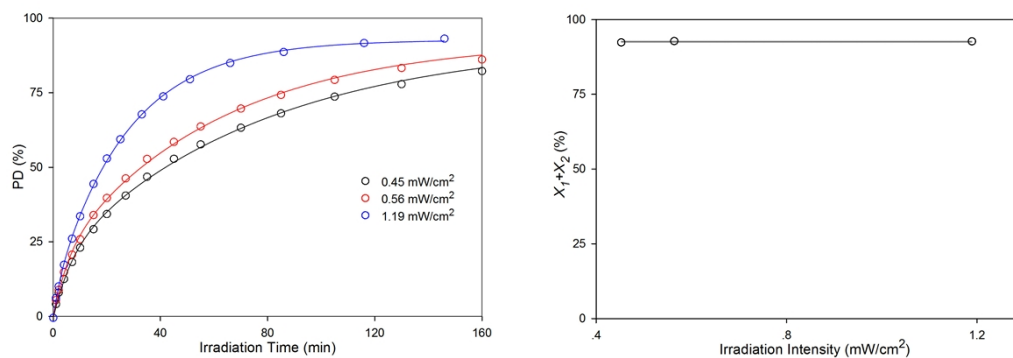 100
75
50
25
0
PD (%)
0.45 mW/cm²
0.56 mW/cm²
1.19 mW/cm²
0 40 80 120 160
Irradiation Time (min)
100
75
50
25
0
X₁+X₂ (%)
.4 .8 1.2
Irradiation Intensity (mW/cm²)